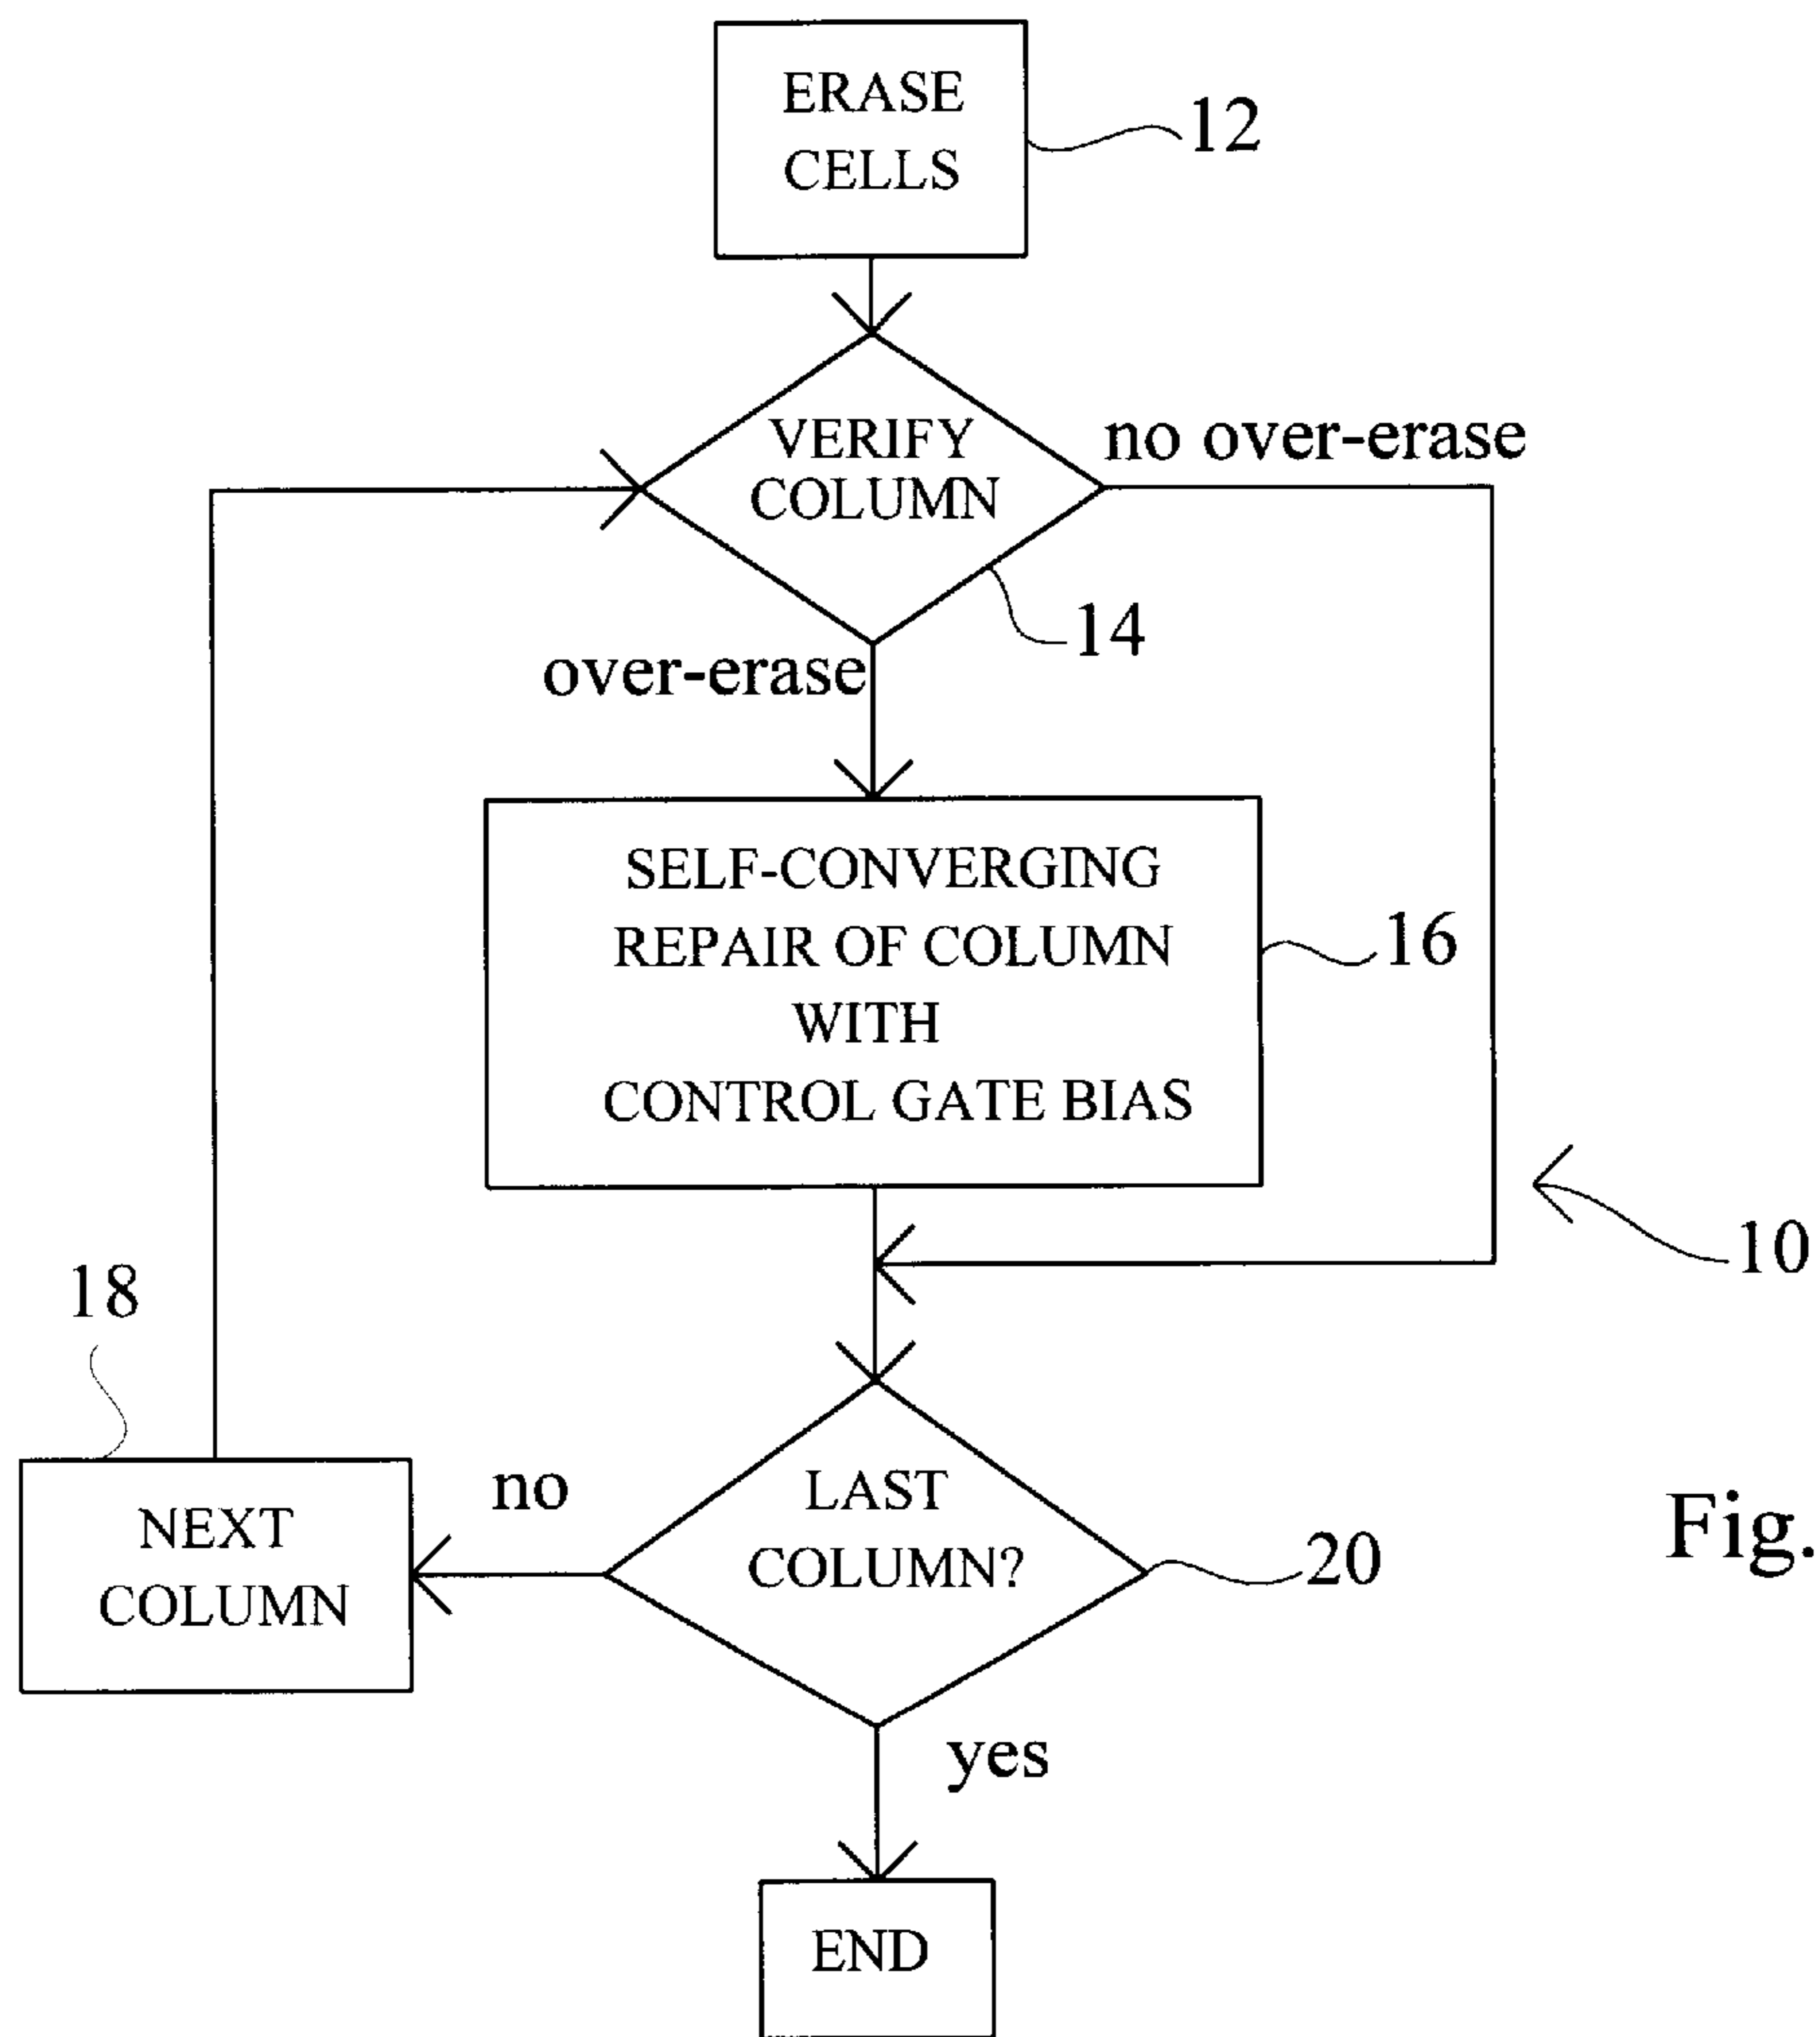 ERASE
CELLS
12
VERIFY
COLUMN
no over-erase
14
over-erase
SELF-CONVERGING
REPAIR OF COLUMN
WITH
CONTROL GATE BIAS
16
10
18
NEXT
COLUMN
no
LAST
COLUMN?
20
Fig.
yes
END